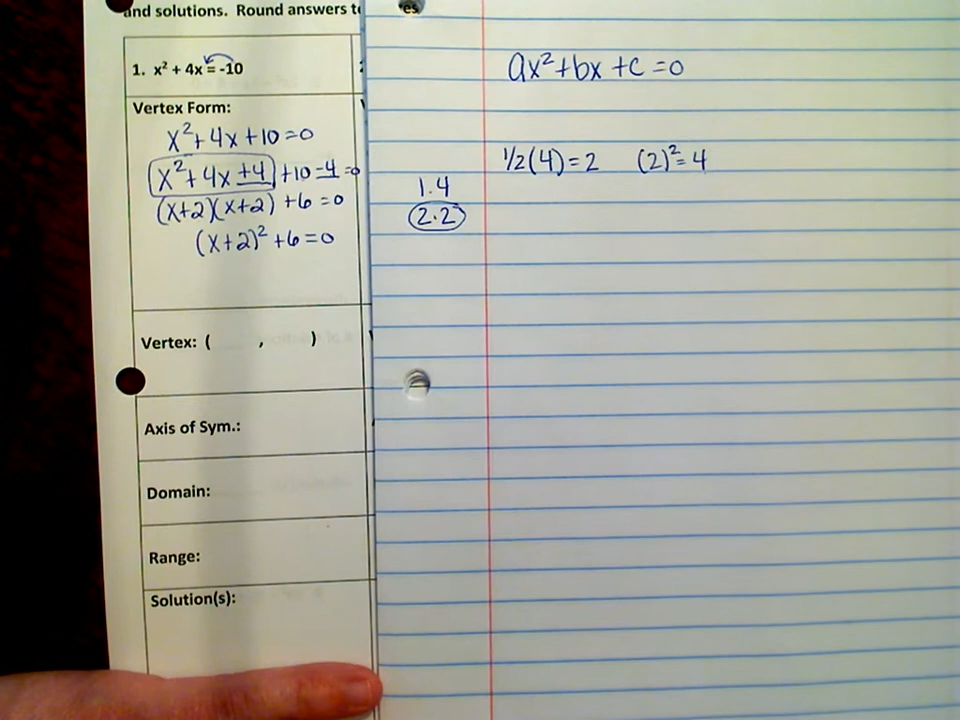 and solutions. Round answers t
es
1. x² + 4x = -10
Vertex Form:
x²+4x+10=0
x²+4x+4+10-4=0
(x+2)(x+2)+6=0
(x+2)²+6=0
Vertex: ( , )
Axis of Sym.:
Domain:
Range:
Solution(s):
ax²+bx+c=0
1/2(4)=2 (2)²=4
1·4
2·2